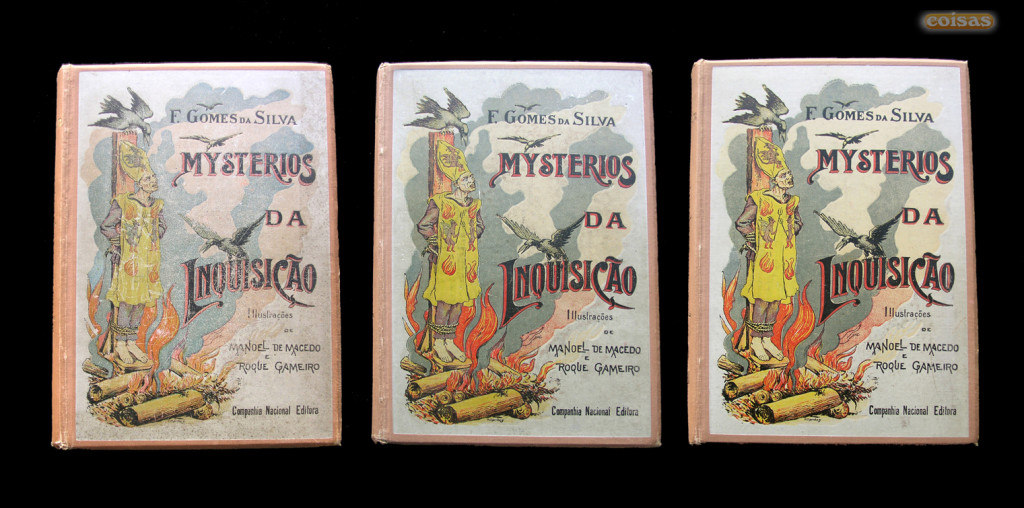 coisas
F. GOMES DA SILVA
MYSTERIOS
DA
INQUISIÇÃO
Illustrações
DE
MANOEL DE MACEDO
E
ROQUE GAMEIRO
Companhia Nacional Editora
F. GOMES DA SILVA
MYSTERIOS
DA
INQUISIÇÃO
Illustrações
DE
MANOEL DE MACEDO
E
ROQUE GAMEIRO
Companhia Nacional Editora
F. GOMES DA SILVA
MYSTERIOS
DA
INQUISIÇÃO
Illustrações
DE
MANOEL DE MACEDO
E
ROQUE GAMEIRO
Companhia Nacional Editora